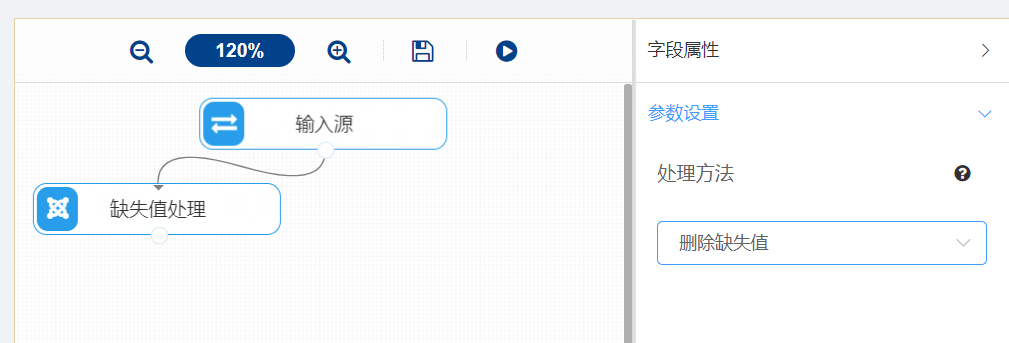 120%
输入源
缺失值处理
字段属性
参数设置
处理方法
删除缺失值